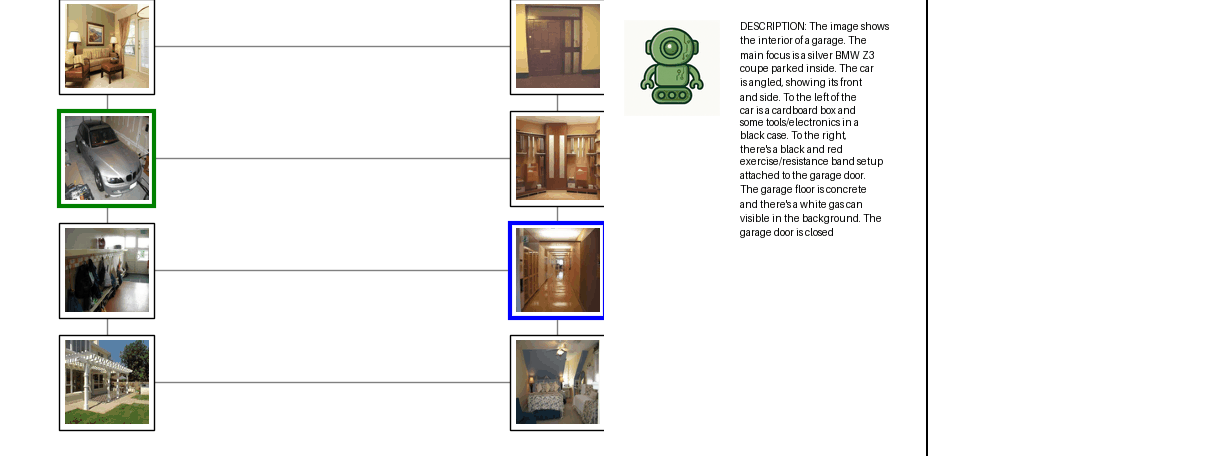 DESCRIPTION: The image shows
the interior of a garage. The
main focus is a silver BMW Z3
coupe parked inside. The car
is angled, showing its front
and side. To the left of the
car is a cardboard box and
some tools/electronics in a
black case. To the right,
there's a black and red
exercise/resistance band setup
attached to the garage door.
The garage floor is concrete
and there's a white gas can
visible in the background. The
garage door is closed